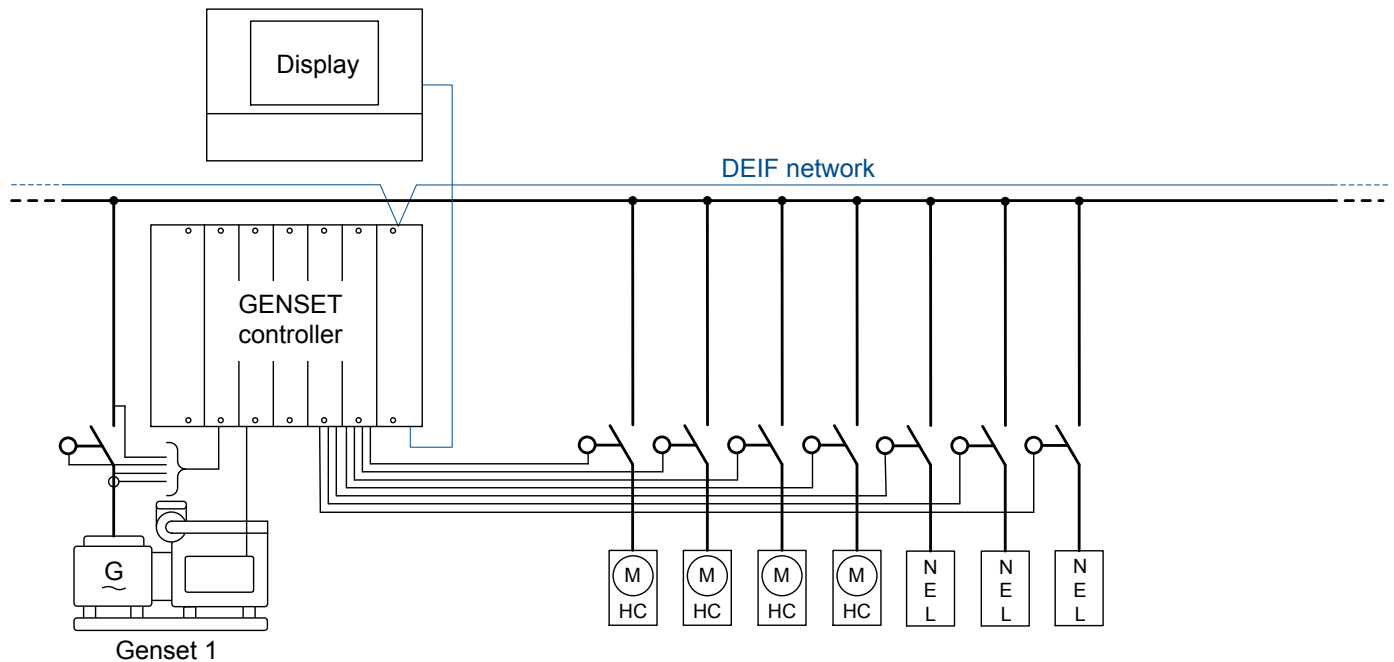 Display
DEIF network
GENSET
controller
G
M
HC
M
HC
M
HC
M
HC
N
E
L
N
E
L
N
E
L
Genset 1